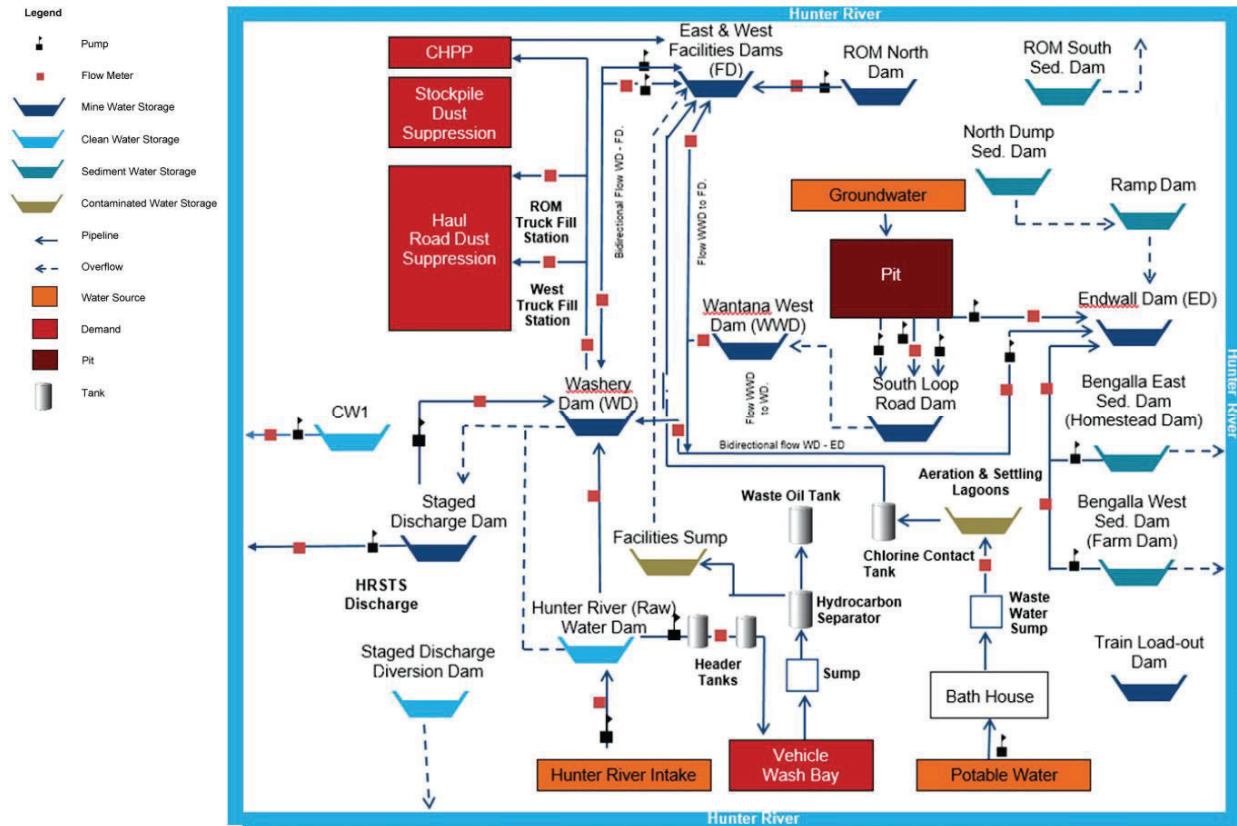 Legend
Pump
Flow Meter
Mine Water Storage
Clean Water Storage
Sediment Water Storage
Contaminated Water Storage
Pipeline
Overflow
Water Source
Demand
Pit
Tank
Hunter River
CHPP
Stockpile
Dust
Suppression
Haul
Road Dust
Suppression
ROM
Truck Fill
Station
West
Truck Fill
Station
East & West
Facilities Dams
(FD)
ROM North
Dam
ROM South
Sed. Dam
North Dump
Sed. Dam
Ramp Dam
Groundwater
Pit
Endwall Dam (ED)
Bidirectional Flow WD - FD.
Flow WWD to FD.
Wantana West
Dam (WWD)
Flow WWD
to WD.
South Loop
Road Dam
Washery
Dam (WD)
Bidirectional flow WD - ED
Bengalla East
Sed. Dam
(Homestead Dam)
Hunter River
CW1
Staged
Discharge Dam
HRSTS
Discharge
Waste Oil Tank
Aeration & Settling
Lagoons
Bengalla West
Sed. Dam
(Farm Dam)
Facilities Sump
Chlorine Contact
Tank
Hydrocarbon
Separator
Waste
Water
Sump
Hunter River (Raw)
Water Dam
Header
Tanks
Sump
Staged Discharge
Diversion Dam
Train Load-out
Dam
Bath House
Hunter River Intake
Vehicle
Wash Bay
Potable Water
Hunter River